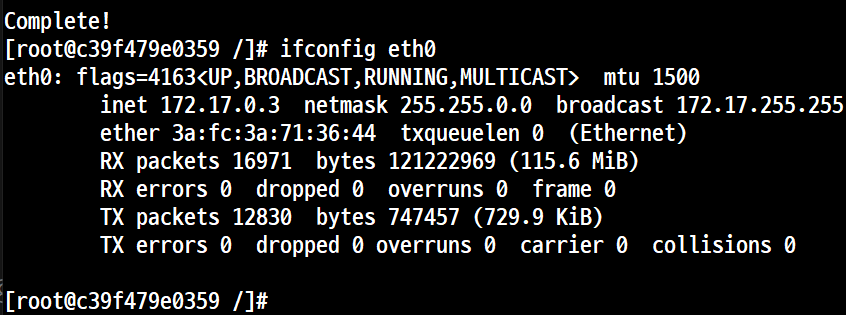 Complete!
[root@c39f479e0359 /]# ifconfig eth0
eth0: flags=4163<UP,BROADCAST,RUNNING,MULTICAST>  mtu 1500
        inet 172.17.0.3  netmask 255.255.0.0  broadcast 172.17.255.255
        ether 3a:fc:3a:71:36:44  txqueuelen 0  (Ethernet)
        RX packets 16971  bytes 121222969 (115.6 MiB)
        RX errors 0  dropped 0  overruns 0  frame 0
        TX packets 12830  bytes 747457 (729.9 KiB)
        TX errors 0  dropped 0 overruns 0  carrier 0  collisions 0
[root@c39f479e0359 /]#